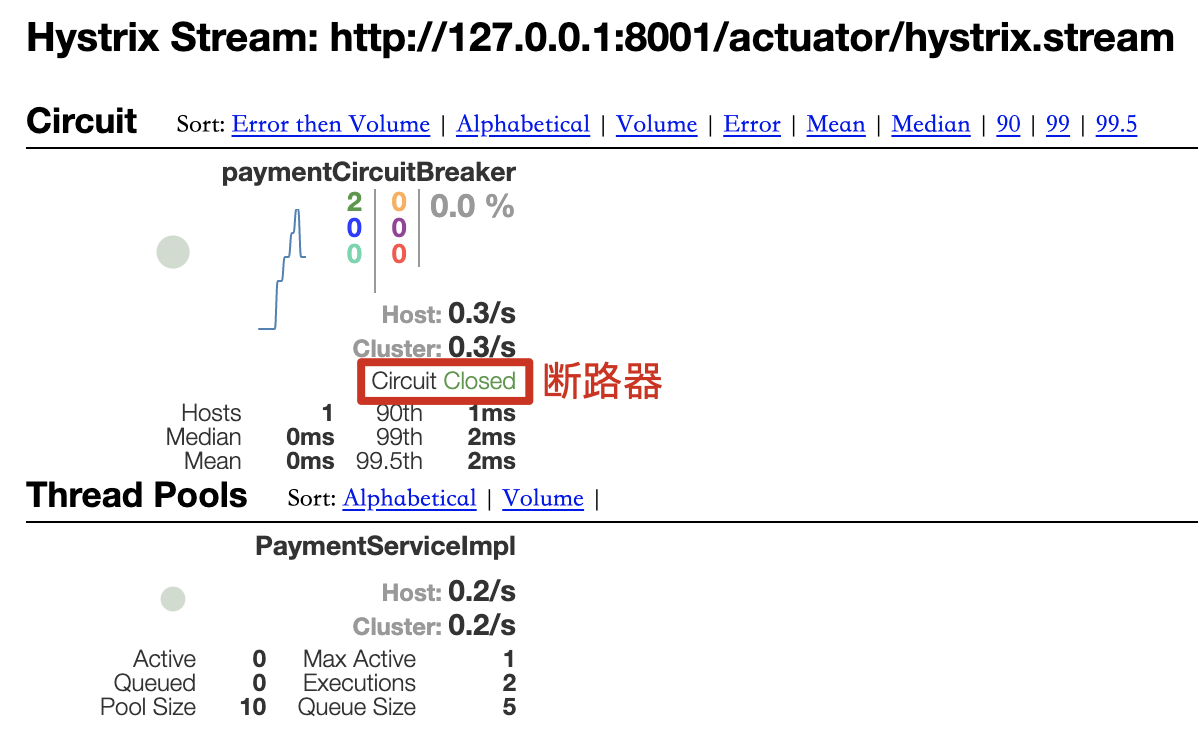 Hystrix Stream: http://127.0.0.1:8001/actuator/hystrix.stream
Circuit Sort: Error then Volume | Alphabetical | Volume | Error | Mean | Median | 90 | 99 | 99.5
paymentCircuitBreaker
2 0 0.0 %
0 0
0 0
Host: 0.3/s
Cluster: 0.3/s
Circuit Closed 断路器
Hosts 1 90th 1ms
Median 0ms 99th 2ms
Mean 0ms 99.5th 2ms
Thread Pools Sort: Alphabetical | Volume |
PaymentServiceImpl
Host: 0.2/s
Cluster: 0.2/s
Active 0 Max Active 1
Queued 0 Executions 2
Pool Size 10 Queue Size 5